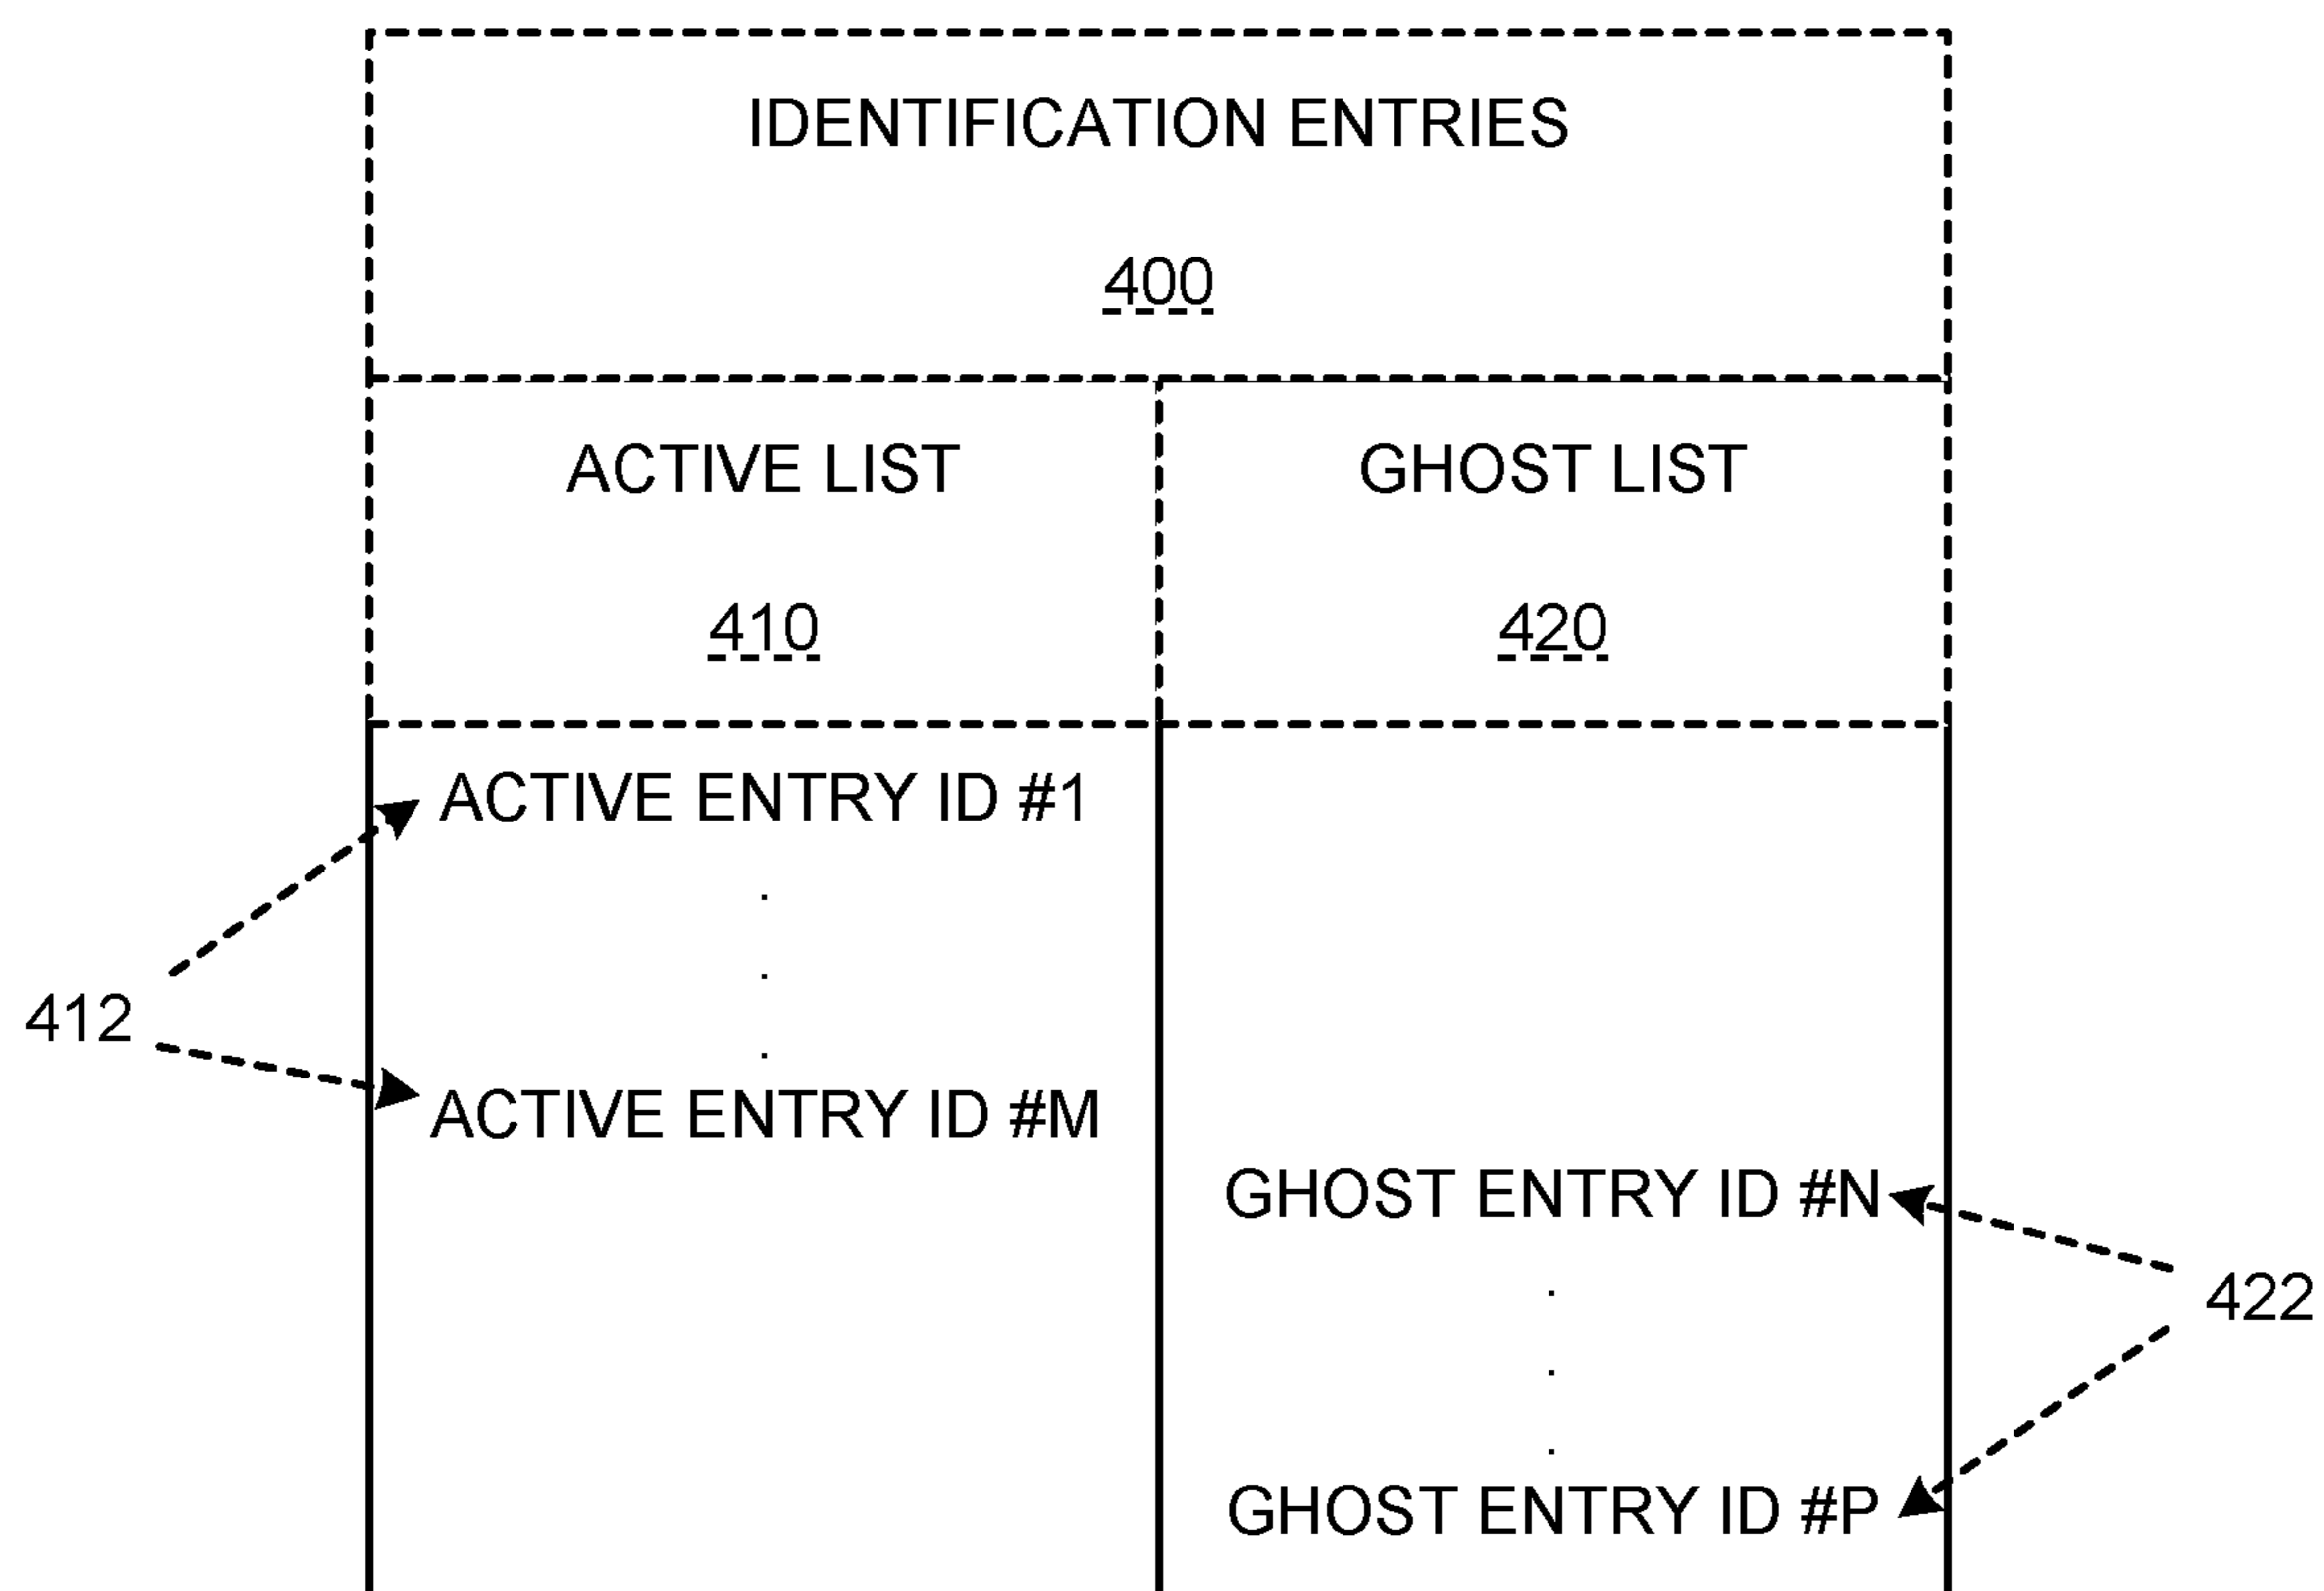 IDENTIFICATION ENTRIES
400
ACTIVE LIST
GHOST LIST
410
420
ACTIVE ENTRY ID #1
.
.
412
.
ACTIVE ENTRY ID #M
GHOST ENTRY ID #N
.
422
.
.
GHOST ENTRY ID #P